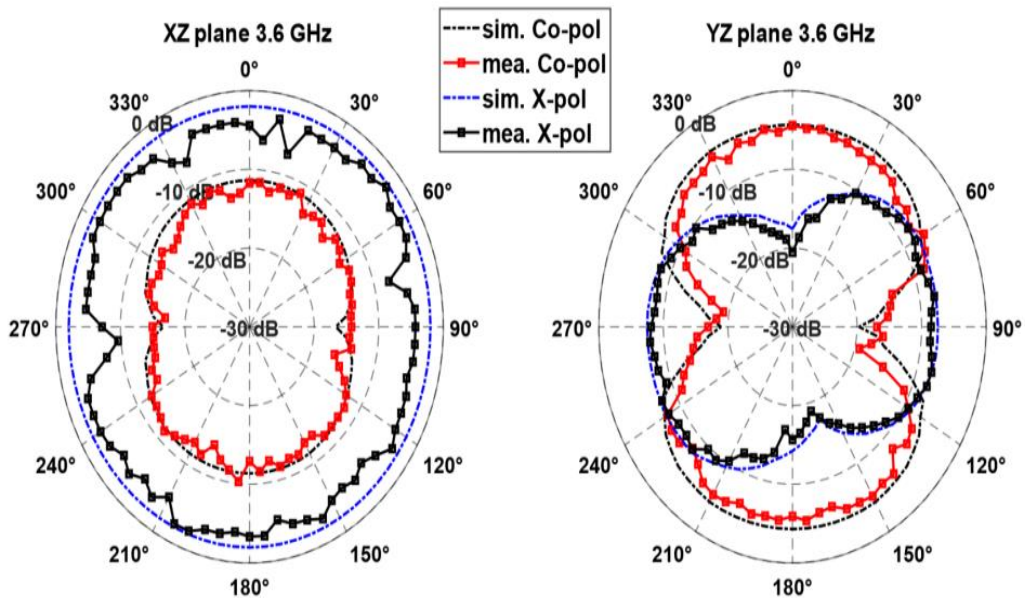 XZ plane 3.6 GHz
sim. Co-pol
mea. Co-pol
sim. X-pol
mea. X-pol
YZ plane 3.6 GHz
0°
30°
60°
90°
120°
150°
180°
210°
240°
270°
300°
330°
0 dB
-10 dB
-20 dB
-30 dB
0°
30°
60°
90°
120°
150°
180°
210°
240°
270°
300°
330°
0 dB
-10 dB
-20 dB
-30 dB